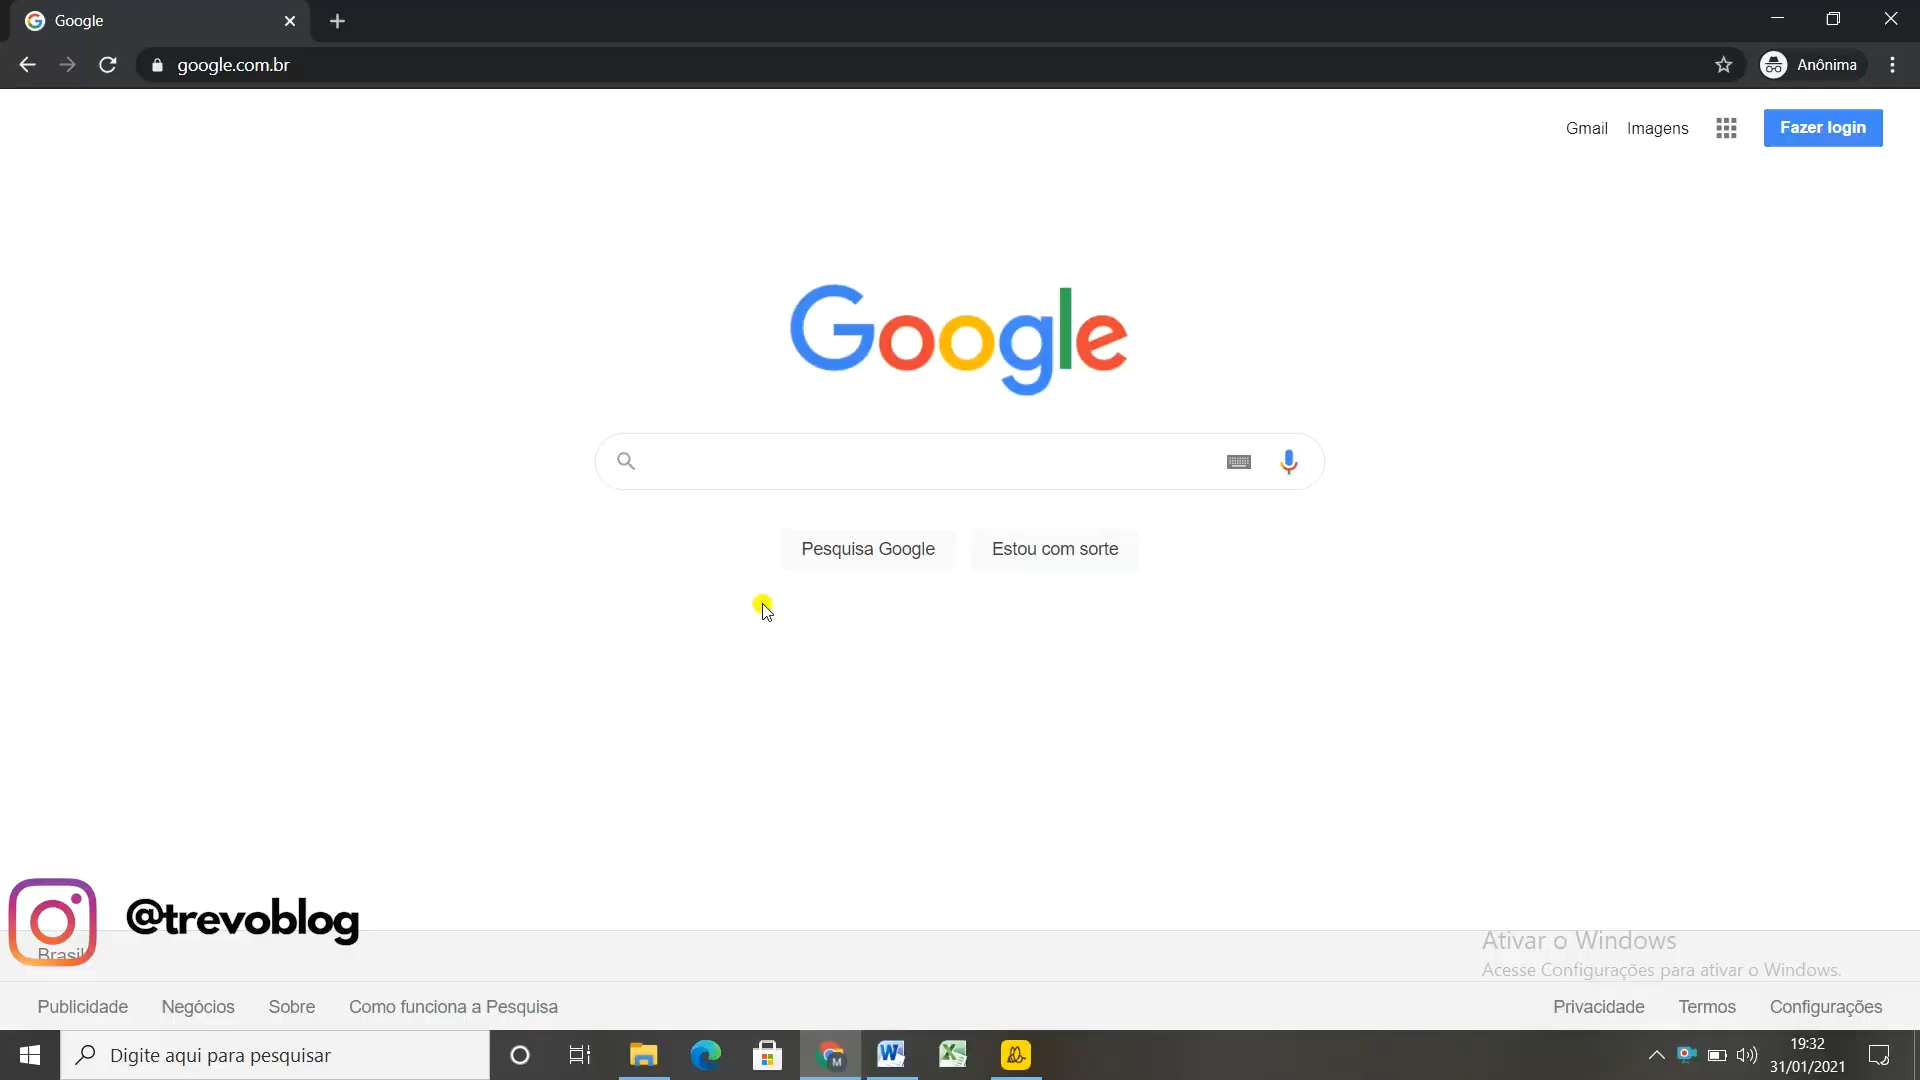 Google
google.com.br
Anônima
Gmail Imagens Fazer login
Google
Pesquisa Google Estou com sorte
@trevoblog
Brasil
Ativar o Windows
Acesse Configurações para ativar o Windows.
Publicidade Negócios Sobre Como funciona a Pesquisa Privacidade Termos Configurações
Digite aqui para pesquisar
19:32
31/01/2021